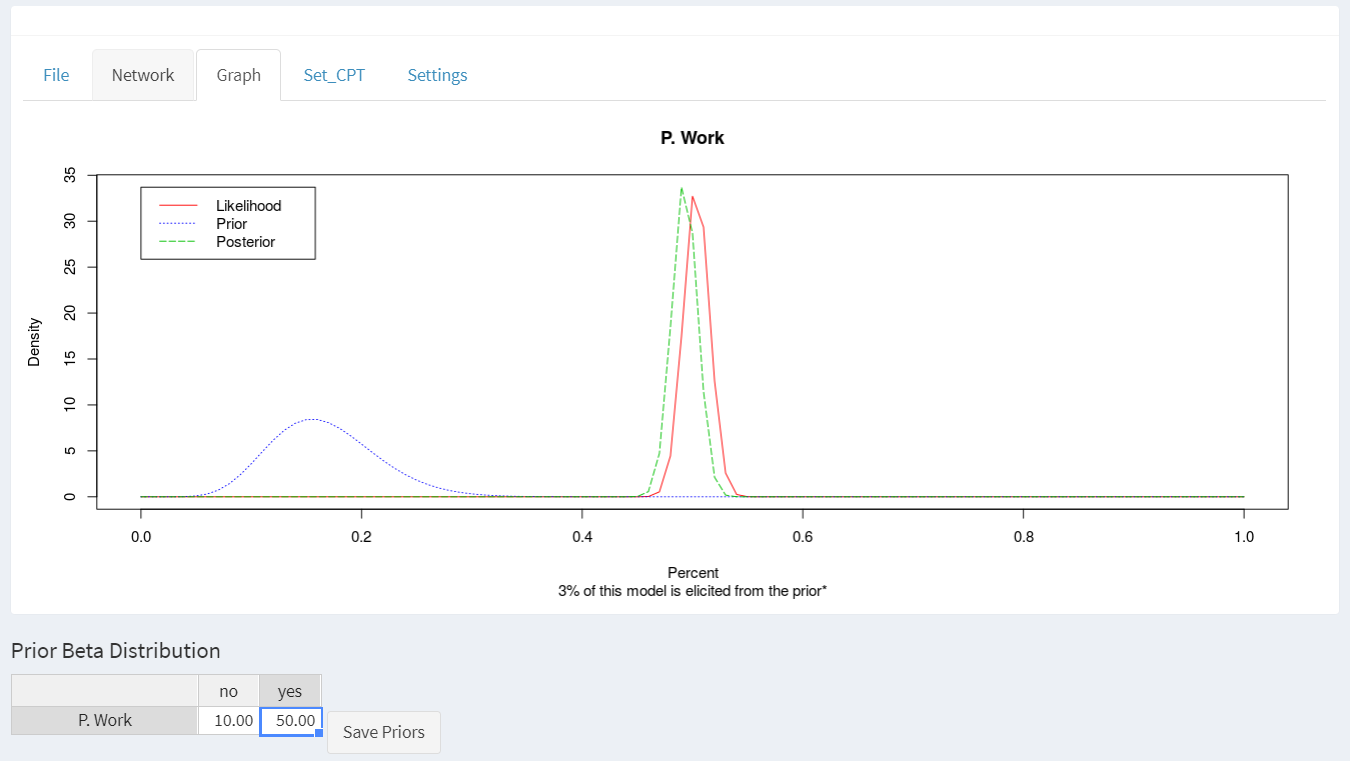 File Network Graph Set_CPT Settings
P. Work
35
30
25
20
15
10
5
0
Density
Likelihood
Prior
Posterior
0.0 0.2 0.4 0.6 0.8 1.0
Percent
3% of this model is elicited from the prior*
Prior Beta Distribution
no yes
P. Work 10.00 50.00
Save Priors